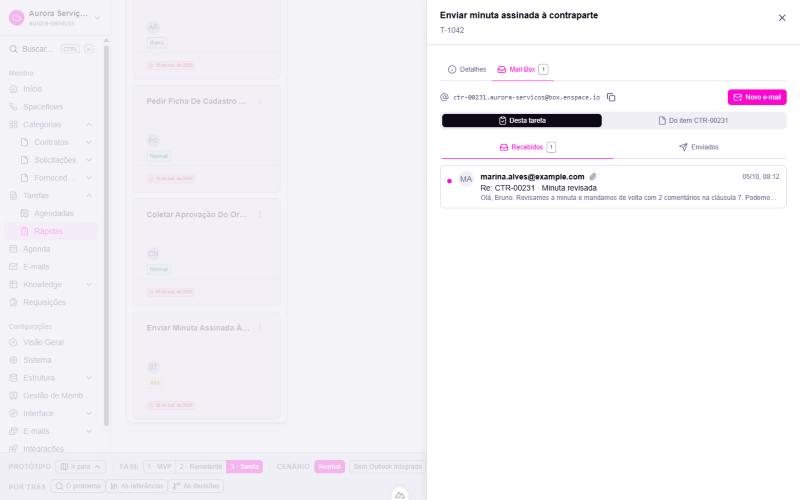 Aurora Serviç...
aurora-servicos
Buscar...
CTRL
K
Membro
Início
Spaceflows
Categorias
Contratos
Solicitações
Forneced...
Tarefas
Agendadas
Rápidas
Agenda
E-mails
Knowledge
Requisições
Configurações
Visão Geral
Sistema
Estrutura
Gestão de Memb...
Interface
E-mails
Integrações
AR
Baixa
Pedir Ficha De Cadastro ...
Normal
Coletar Aprovação Do Or...
CN
Normal
Enviar Minuta Assinada À...
BT
Alta
PROTÓTIPO
Ir para
FASE
1 · MVP
2 · Remetente
3 · Tarefa
CENÁRIO
Normal
Sem Outlook integrado
POR TRÁS
O problema
As referências
As decisões
Enviar minuta assinada à contraparte
T-1042
Detalhes
Mail Box
1
ctr-00231.aurora-servicos@box.enspace.io
Novo e-mail
Desta tarefa
Do item CTR-00231
Recebidos
1
Enviados
MA
marina.alves@example.com
05/10, 08:12
Re: CTR-00231 · Minuta revisada
Olá, Bruno. Revisamos a minuta e mandamos de volta com 2 comentários na cláusula 7. Podemo...